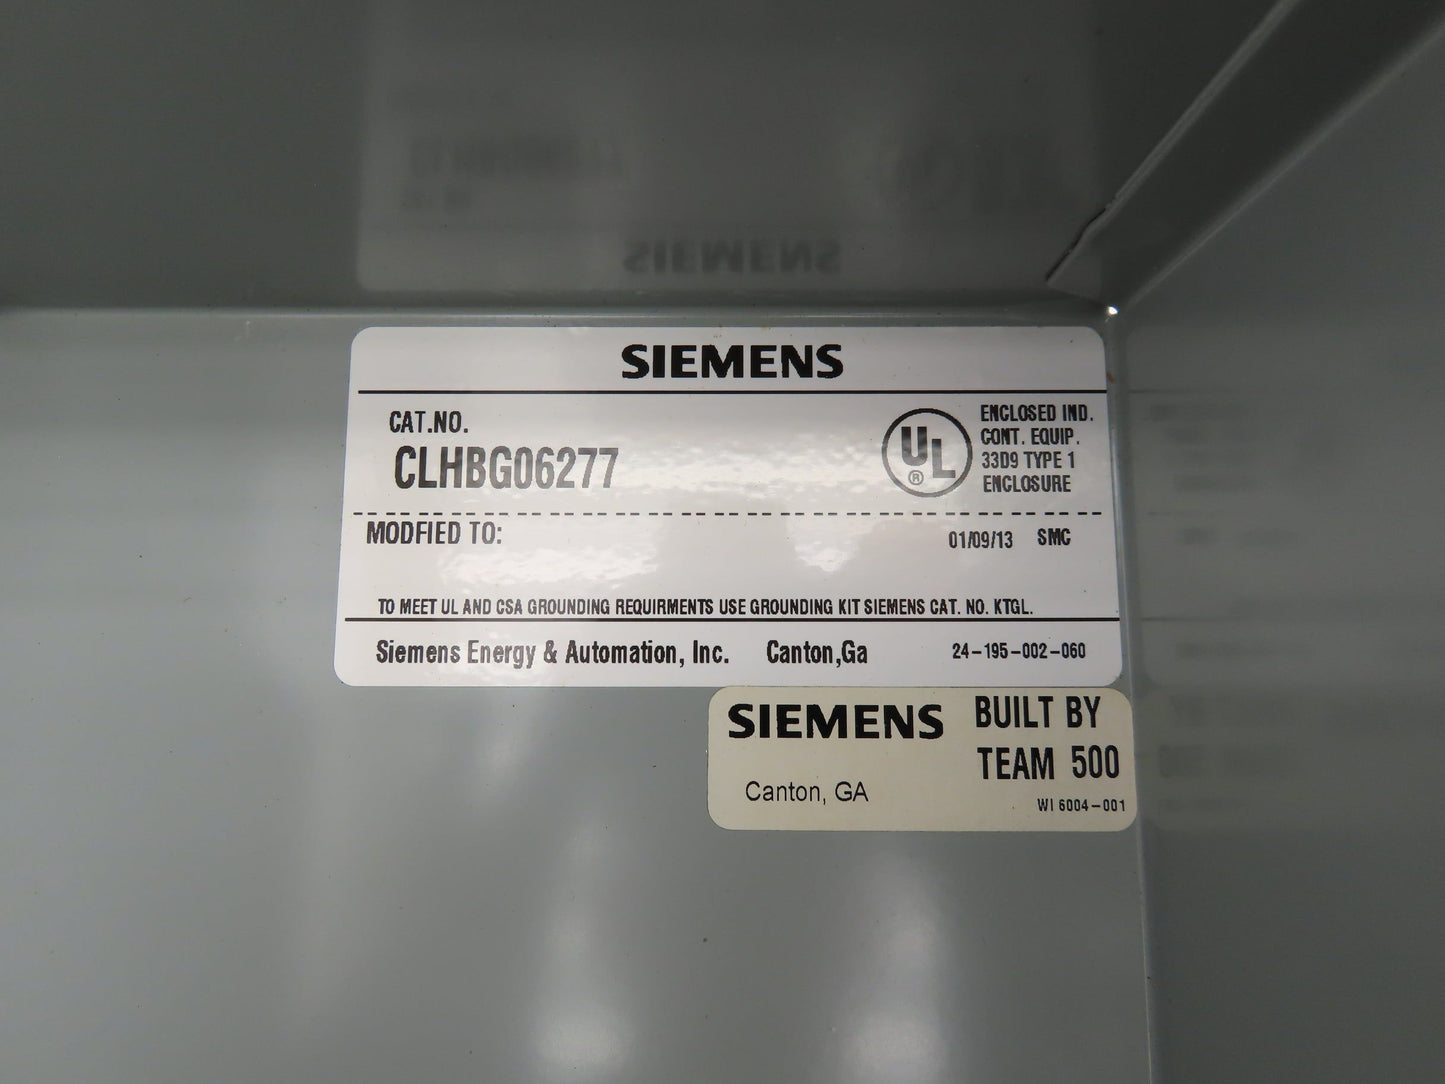 SIEMENS
CAT.NO.
CLHBG06277
UL ®
ENCLOSED IND.
CONT. EQUIP.
33D9 TYPE 1
ENCLOSURE
MODFIED TO:
01/09/13 SMC
TO MEET UL AND CSA GROUNDING REQUIRMENTS USE GROUNDING KIT SIEMENS CAT. NO. KTGL.
Siemens Energy & Automation, Inc. Canton,Ga 24-195-002-060
SIEMENS
Canton, GA
BUILT BY
TEAM 500
WI 6004-001